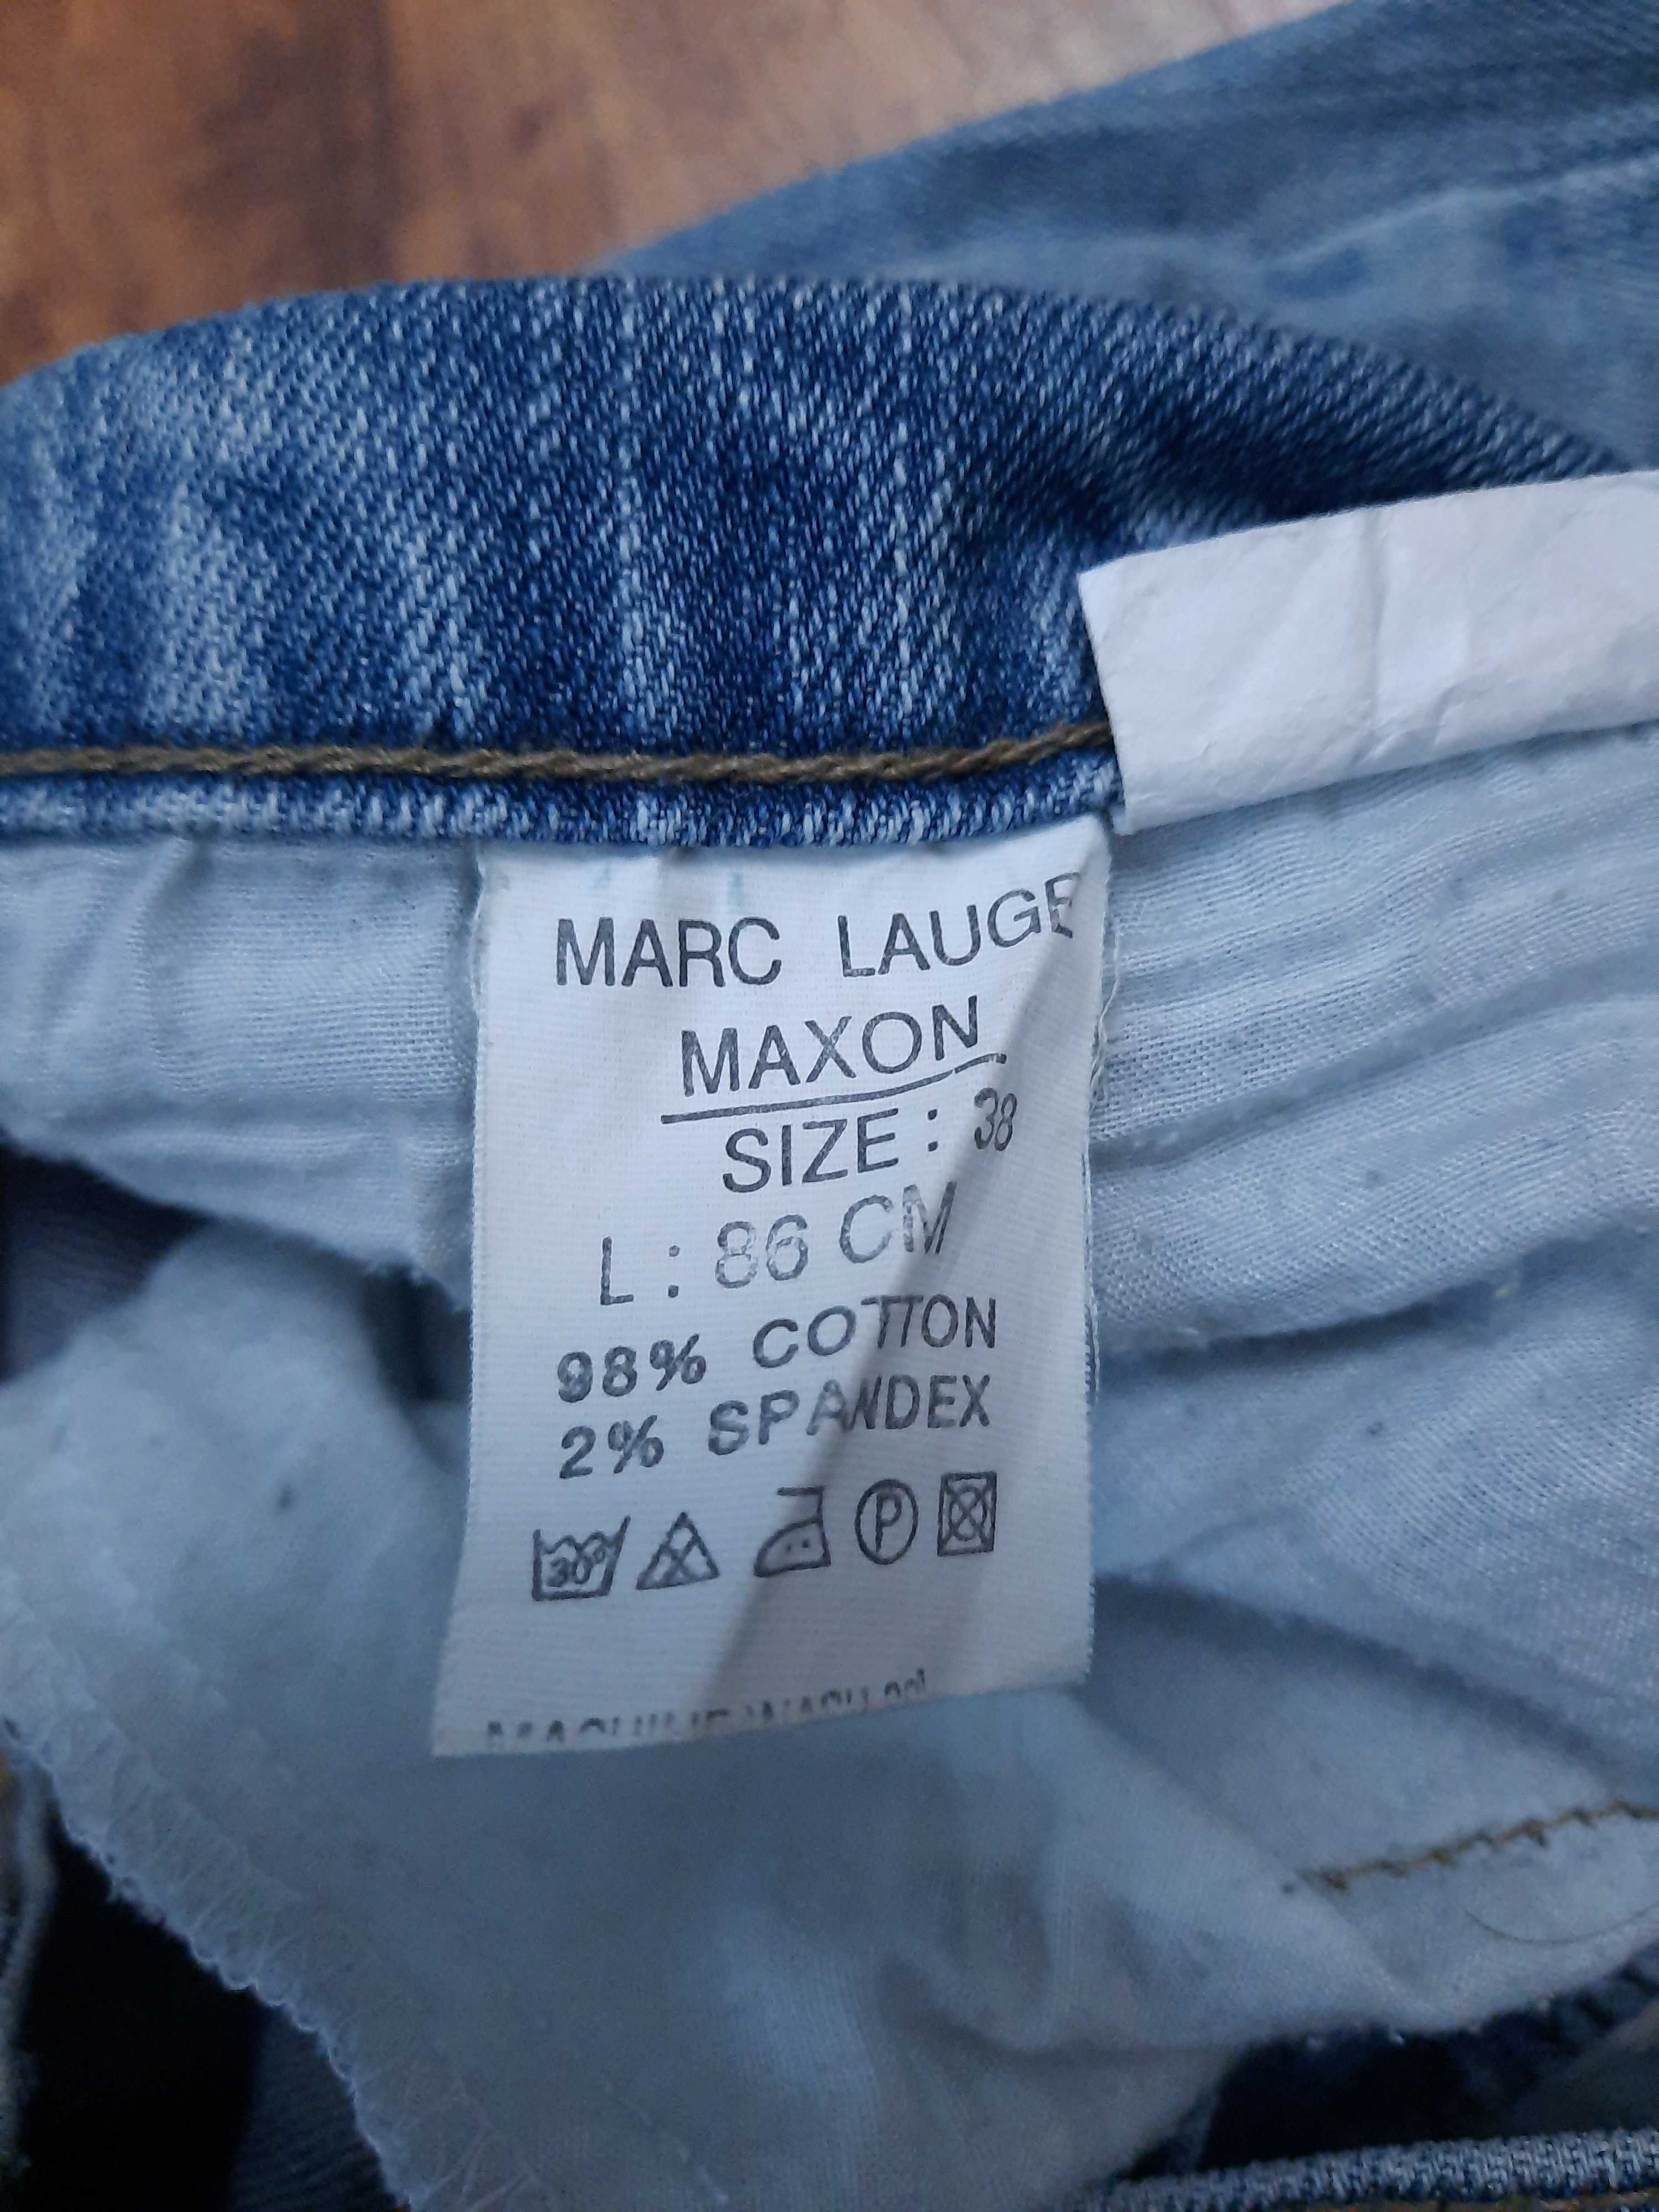 MARC LAUGE
MAXON
SIZE : 38
L : 86 CM
98% COTTON
2% SPANDEX
30°
P